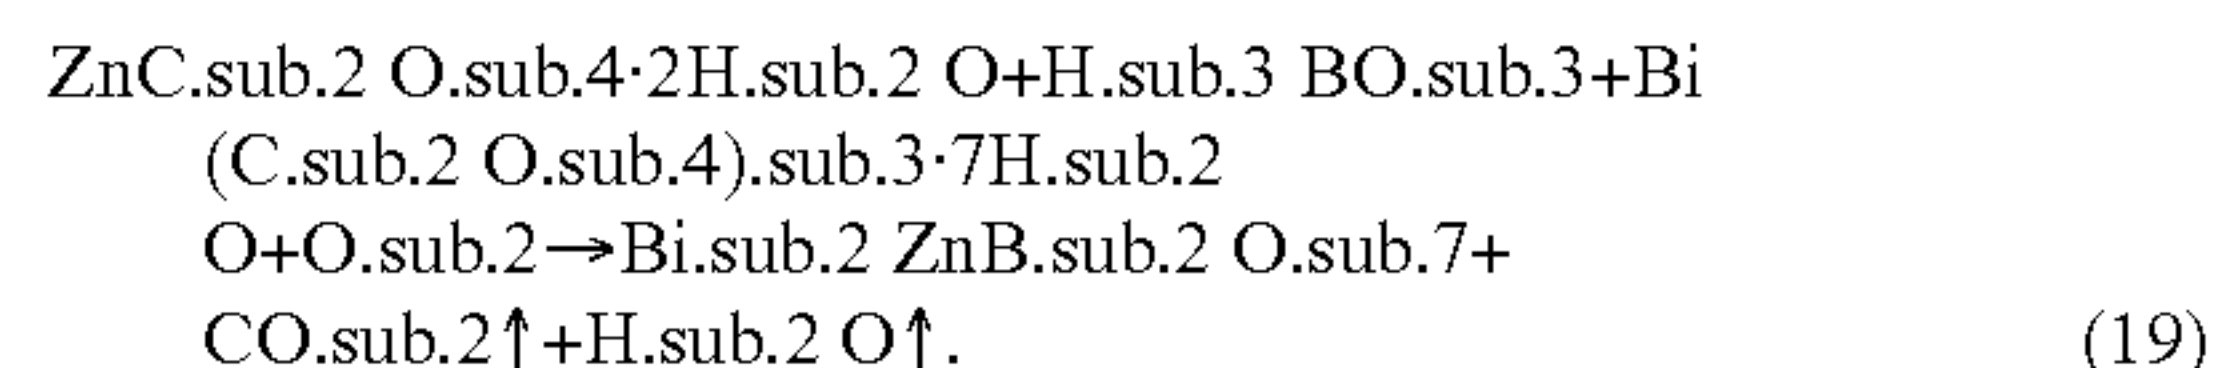 ZnC.sub.2 O.sub.4·2H.sub.2 O+H.sub.3 BO.sub.3+Bi
(C.sub.2 O.sub.4).sub.3·7H.sub.2
O+O.sub.2→Bi.sub.2 ZnB.sub.2 O.sub.7+
CO.sub.2↑+H.sub.2 O↑. (19)